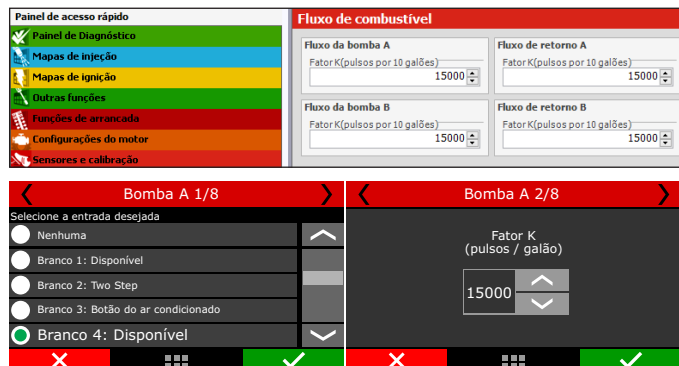 Painel de acesso rápido
Painel de Diagnóstico
Mapas de injeção
Mapas de ignição
Outras funções
Funções de arrancada
Configurações do motor
Sensores e calibração
Fluxo de combustível
Fluxo da bomba A
Fator K(pulsos por 10 galões)
15000
Fluxo de retorno A
Fator K(pulsos por 10 galões)
15000
Fluxo da bomba B
Fator K(pulsos por 10 galões)
15000
Fluxo de retorno B
Fator K(pulsos por 10 galões)
15000
Bomba A 1/8
Selecione a entrada desejada
Nenhuma
Branco 1: Disponível
Branco 2: Two Step
Branco 3: Botão do ar condicionado
Branco 4: Disponível
Bomba A 2/8
Fator K
(pulsos / galão)
15000